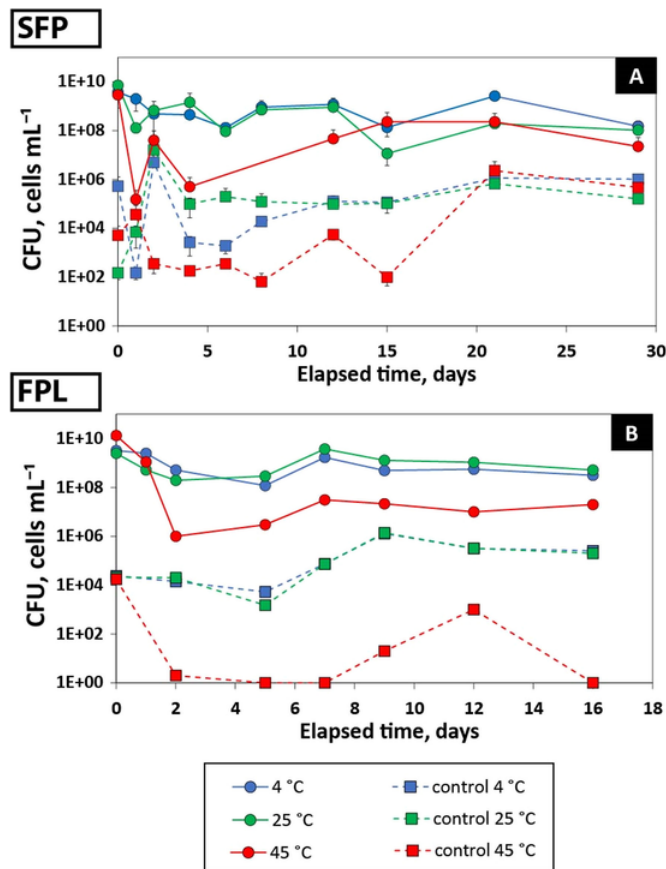 SFP
A
1E+10
1E+08
1E+06
1E+04
1E+02
1E+00
CFU, cells mL⁻¹
0 5 10 15 20 25 30
Elapsed time, days
FPL
B
1E+10
1E+08
1E+06
1E+04
1E+02
1E+00
CFU, cells mL⁻¹
0 2 4 6 8 10 12 14 16 18
Elapsed time, days
4 °C control 4 °C
25 °C control 25 °C
45 °C control 45 °C